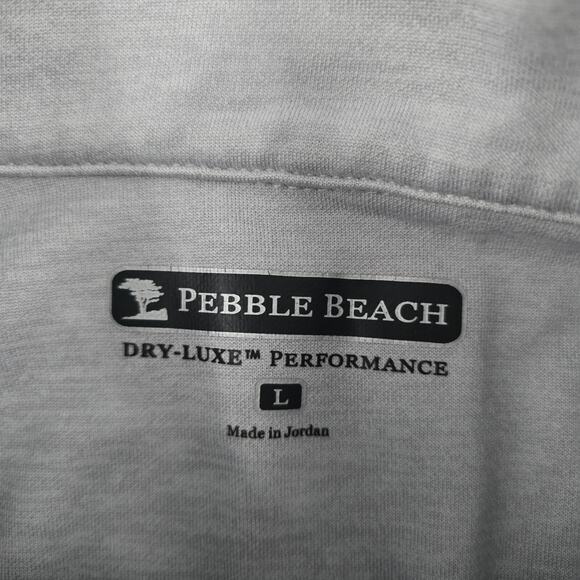 PEBBLE BEACH
DRY-LUXE™ PERFORMANCE
L
Made in Jordan